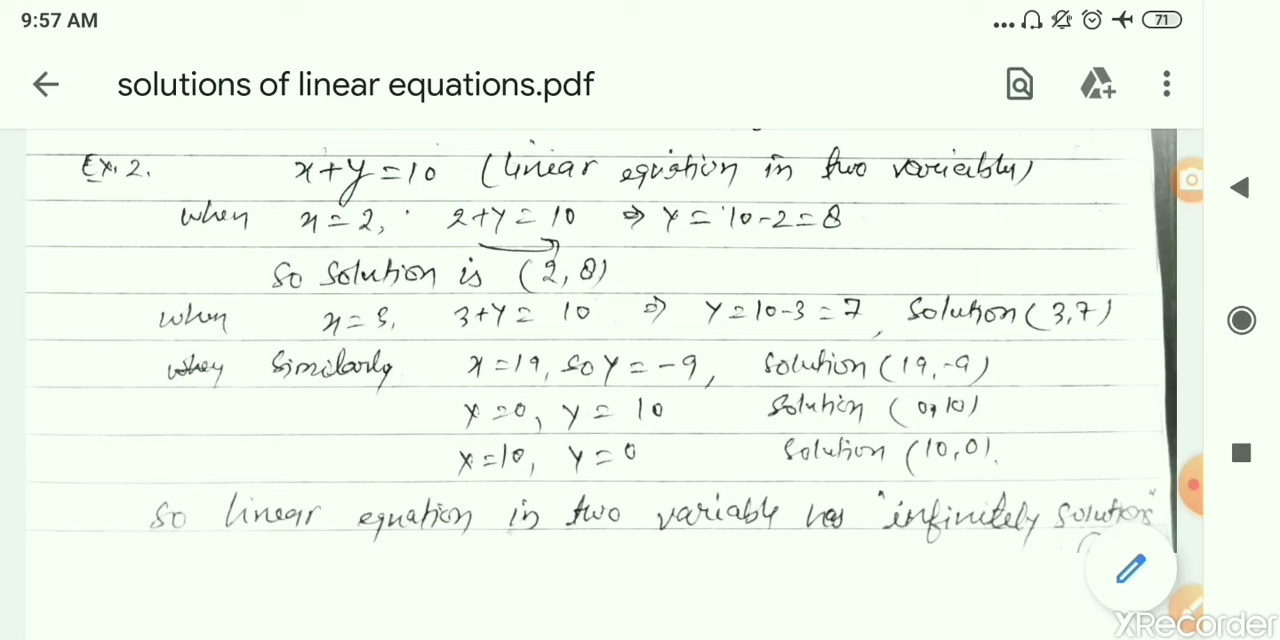 9:57 AM
71
solutions of linear equations.pdf
Ex. 2. x+y=10 (linear equation in two variably)
when x=2, 2+y=10 ⇒ y=10-2=8
So solution is (2, 8)
when x=3, 3+y=10 ⇒ y=10-3=7, Solution (3,7)
Similarly x=19, so y=-9, Solution (19,-9)
x=0, y=10 Solution (0,10)
x=10, y=0 Solution (10,0).
So linear equation in two variable has "infinitely solution"
XRecorder